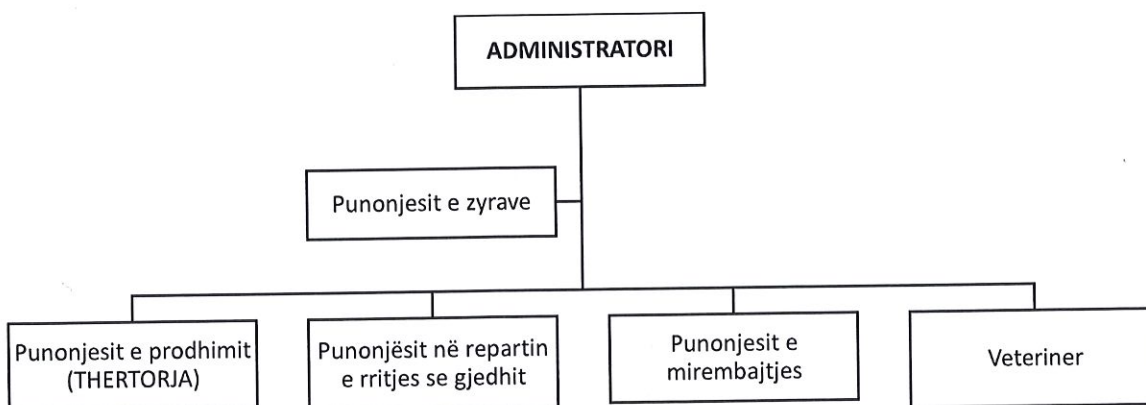 ADMINISTRATORI
Punonjesit e zyrave
Punonjesit e prodhimit
(THERTORJA)
Punonjësit në repartin
e rritjes se gjedhit
Punonjesit e
mirembajtjes
Veteriner